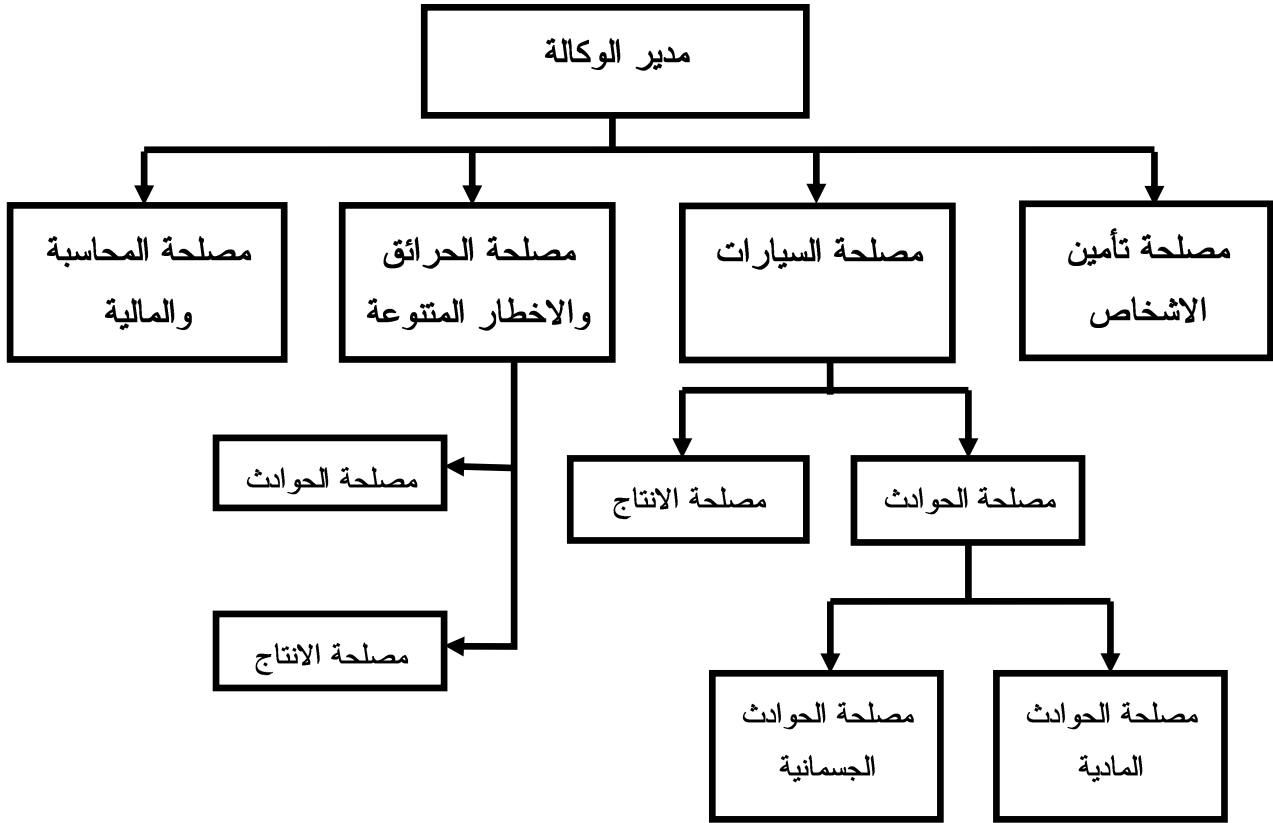 مدير الوكالة
مصلحة تأمين
الاشخاص
مصلحة السيارات
مصلحة الحرائق
والاخطار المتنوعة
مصلحة المحاسبة
والمالية
مصلحة الحوادث
مصلحة الانتاج
مصلحة الحوادث
مصلحة الانتاج
مصلحة الحوادث
المادية
مصلحة الحوادث
الجسمانية